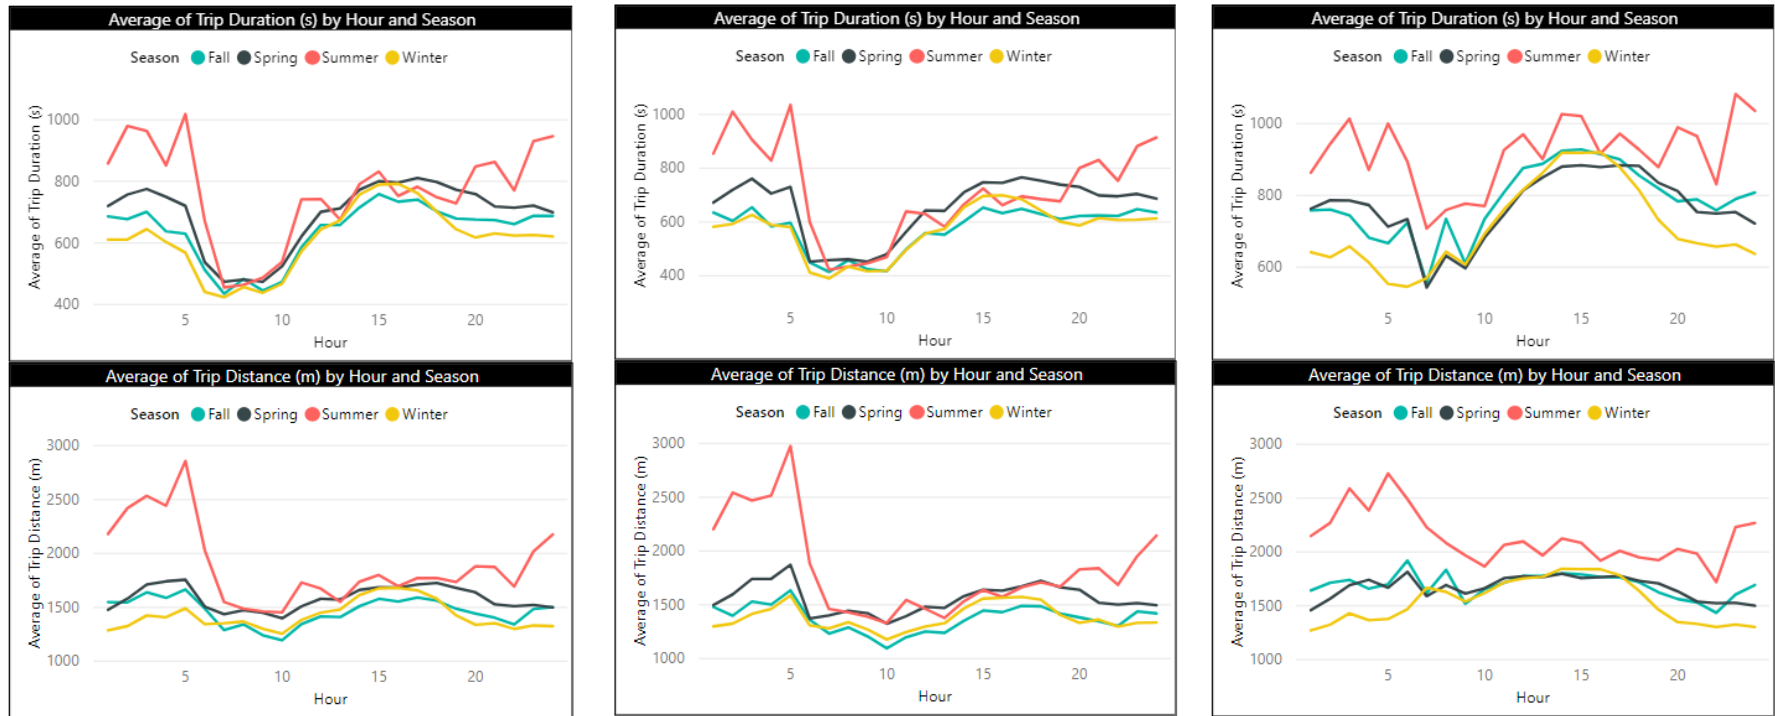 Average of Trip Duration (s) by Hour and Season
Season Fall Spring Summer Winter
Average of Trip Duration (s)
1000
800
600
400
5 10 15 20
Hour
Average of Trip Duration (s) by Hour and Season
Season Fall Spring Summer Winter
Average of Trip Duration (s)
1000
800
600
400
5 10 15 20
Hour
Average of Trip Duration (s) by Hour and Season
Season Fall Spring Summer Winter
Average of Trip Duration (s)
1000
800
600
5 10 15 20
Hour
Average of Trip Distance (m) by Hour and Season
Season Fall Spring Summer Winter
Average of Trip Distance (m)
3000
2500
2000
1500
1000
5 10 15 20
Hour
Average of Trip Distance (m) by Hour and Season
Season Fall Spring Summer Winter
Average of Trip Distance (m)
3000
2500
2000
1500
1000
5 10 15 20
Hour
Average of Trip Distance (m) by Hour and Season
Season Fall Spring Summer Winter
Average of Trip Distance (m)
3000
2500
2000
1500
1000
5 10 15 20
Hour